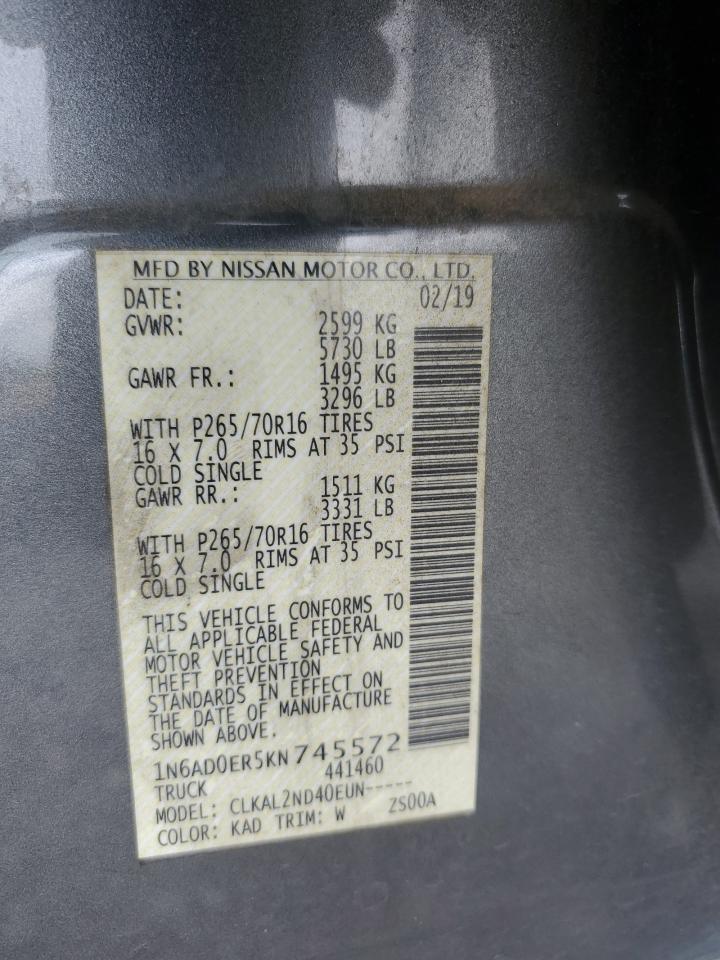 MFD BY NISSAN MOTOR CO., LTD.
DATE: 02/19
GVWR: 2599 KG
5730 LB
GAWR FR.: 1495 KG
3296 LB
WITH P265/70R16 TIRES
16 X 7.0 RIMS AT 35 PSI
COLD SINGLE
GAWR RR.: 1511 KG
3331 LB
WITH P265/70R16 TIRES
16 X 7.0 RIMS AT 35 PSI
COLD SINGLE
THIS VEHICLE CONFORMS TO
ALL APPLICABLE FEDERAL
MOTOR VEHICLE SAFETY AND
THEFT PREVENTION
STANDARDS IN EFFECT ON
THE DATE OF MANUFACTURE
SHOWN ABOVE.
1N6AD0ER5KN745572
TRUCK 441460
MODEL: CLKAL2ND40EUN-----
COLOR: KAD TRIM: W ZS00A